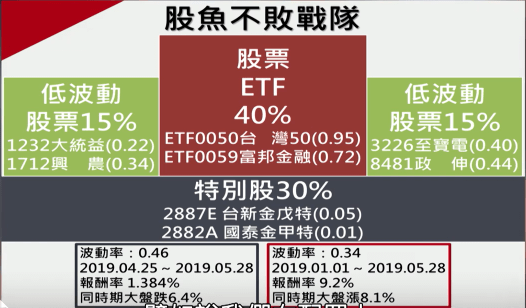 股魚不敗戰隊
股票
ETF
40%
ETF0050台 灣50(0.95)
ETF0059富邦金融(0.72)
低波動
股票15%
1232大統益(0.22)
1712興 農(0.34)
低波動
股票15%
3226至寶電(0.40)
8481政 伸(0.44)
特別股30%
2887E 台新金戊特(0.05)
2882A 國泰金甲特(0.01)
波動率：0.46
2019.04.25～2019.05.28
報酬率 1.384%
同時期大盤跌6.4%
波動率：0.34
2019.01.01～2019.05.28
報酬率 9.2%
同時期大盤漲8.1%